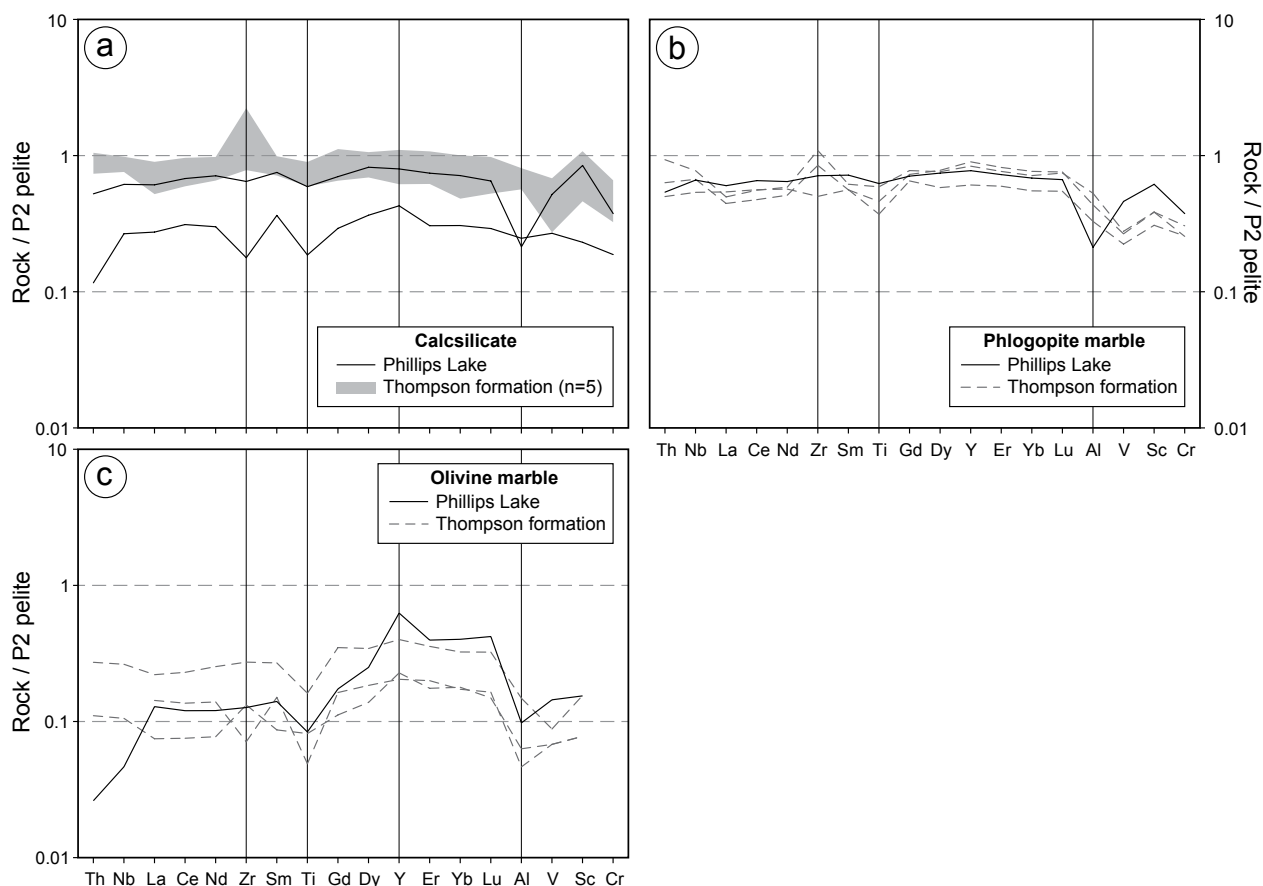 a
10
1
0.1
0.01
Rock / P2 pelite
Calcsilicate
Phillips Lake
Thompson formation (n=5)
b
10
1
0.1
0.01
Rock / P2 pelite
Phlogopite marble
Phillips Lake
Thompson formation
Th Nb La Ce Nd Zr Sm Ti Gd Dy Y Er Yb Lu Al V Sc Cr
c
10
1
0.1
0.01
Rock / P2 pelite
Olivine marble
Phillips Lake
Thompson formation
Th Nb La Ce Nd Zr Sm Ti Gd Dy Y Er Yb Lu Al V Sc Cr